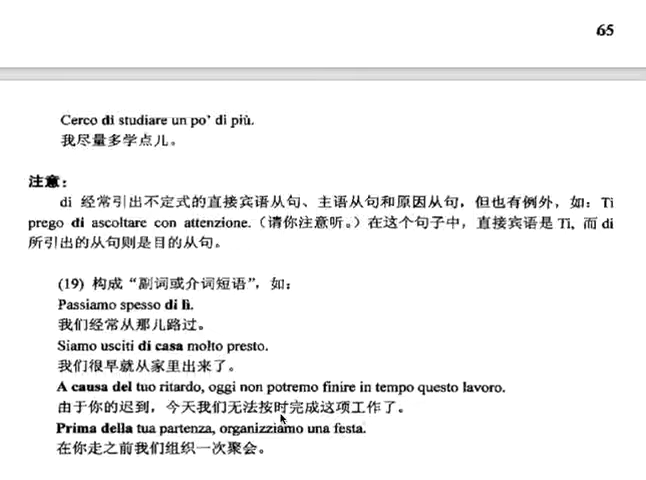 65
Cerco di studiare un po' di più.
我尽量多学点儿。
注意：
di 经常引出不定式的直接宾语从句、主语从句和原因从句，但也有例外，如：Ti
prego di ascoltare con attenzione.（请你注意听。）在这个句子中，直接宾语是 Ti, 而 di
所引出的从句则是目的从句。
(19) 构成“副词或介词短语”，如：
Passiamo spesso di lì.
我们经常从那儿路过。
Siamo usciti di casa molto presto.
我们很早就从家里出来了。
A causa del tuo ritardo, oggi non potremo finire in tempo questo lavoro.
由于你的迟到，今天我们无法按时完成这项工作了。
Prima della tua partenza, organizziamo una festa.
在你走之前我们组织一次聚会。